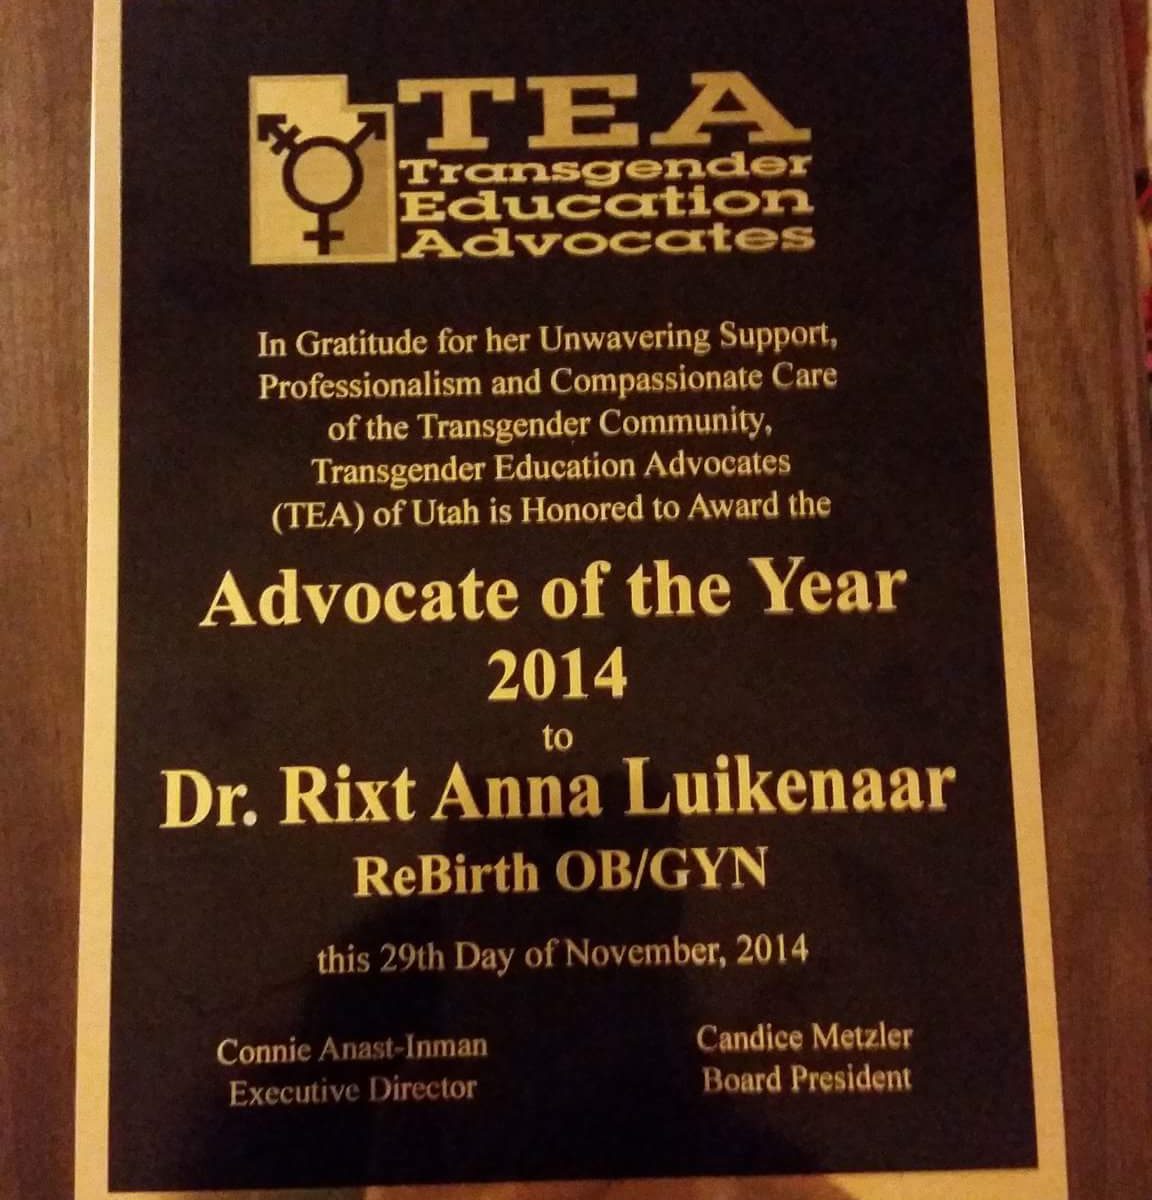 TEA
Transgender
Education
Advocates
In Gratitude for her Unwavering Support,
Professionalism and Compassionate Care
of the Transgender Community,
Transgender Education Advocates
(TEA) of Utah is Honored to Award the
Advocate of the Year
2014
to
Dr. Rixt Anna Luikenaar
ReBirth OB/GYN
this 29th Day of November, 2014
Connie Anast-Inman
Executive Director
Candice Metzler
Board President